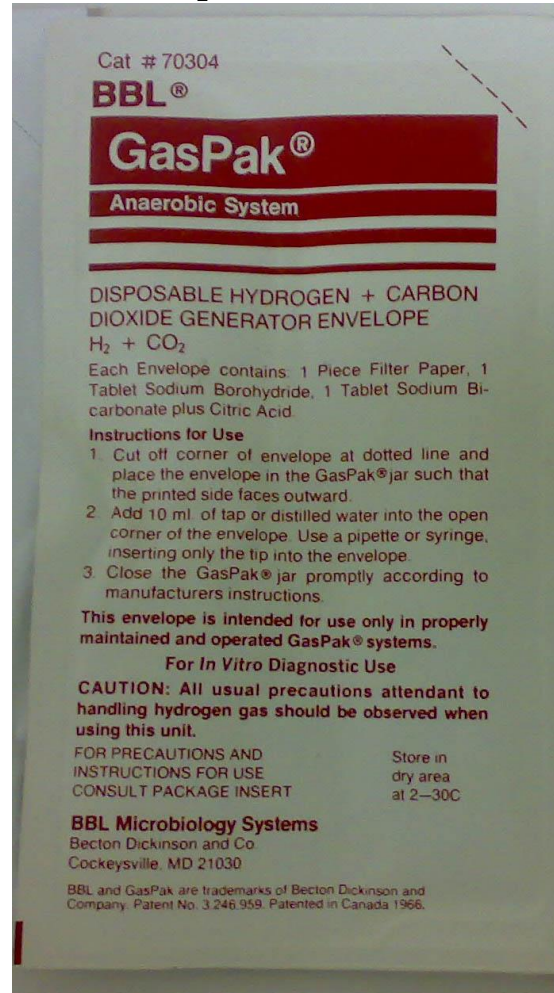 Cat # 70304
BBL®
GasPak®
Anaerobic System
DISPOSABLE HYDROGEN + CARBON
DIOXIDE GENERATOR ENVELOPE
H₂ + CO₂
Each Envelope contains: 1 Piece Filter Paper, 1
Tablet Sodium Borohydride, 1 Tablet Sodium Bi-
carbonate plus Citric Acid.
Instructions for Use
1. Cut off corner of envelope at dotted line and
place the envelope in the GasPak® jar such that
the printed side faces outward.
2. Add 10 ml. of tap or distilled water into the open
corner of the envelope. Use a pipette or syringe,
inserting only the tip into the envelope.
3. Close the GasPak® jar promptly according to
manufacturers instructions.
This envelope is intended for use only in properly
maintained and operated GasPak® systems.
For In Vitro Diagnostic Use
CAUTION: All usual precautions attendant to
handling hydrogen gas should be observed when
using this unit.
FOR PRECAUTIONS AND
INSTRUCTIONS FOR USE
CONSULT PACKAGE INSERT
Store in
dry area
at 2—30C
BBL Microbiology Systems
Becton Dickinson and Co.
Cockeysville, MD 21030
BBL and GasPak are trademarks of Becton Dickinson and
Company. Patent No. 3,246,959. Patented in Canada 1966.